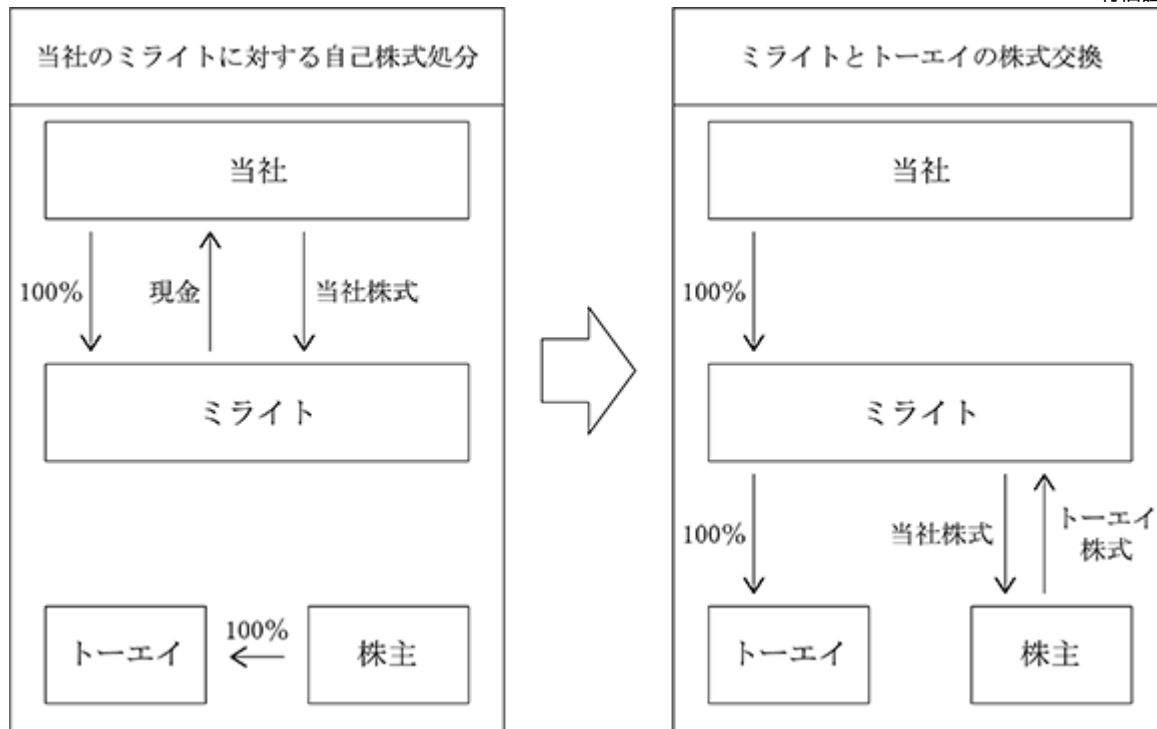 当社のミライトに対する自己株式処分
当社
100%
現金
当社株式
ミライト
トーエイ
100%
株主
ミライトとトーエイの株式交換
当社
100%
ミライト
100%
当社株式
トーエイ
株式
トーエイ
株主